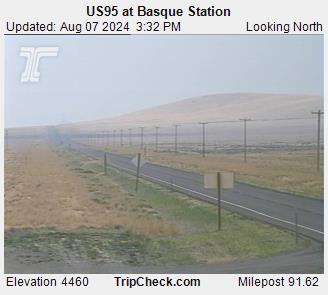 US95 at Basque Station
Updated: Aug 07 2024 3:32 PM Looking North
Elevation 4460 TripCheck.com Milepost 91.62